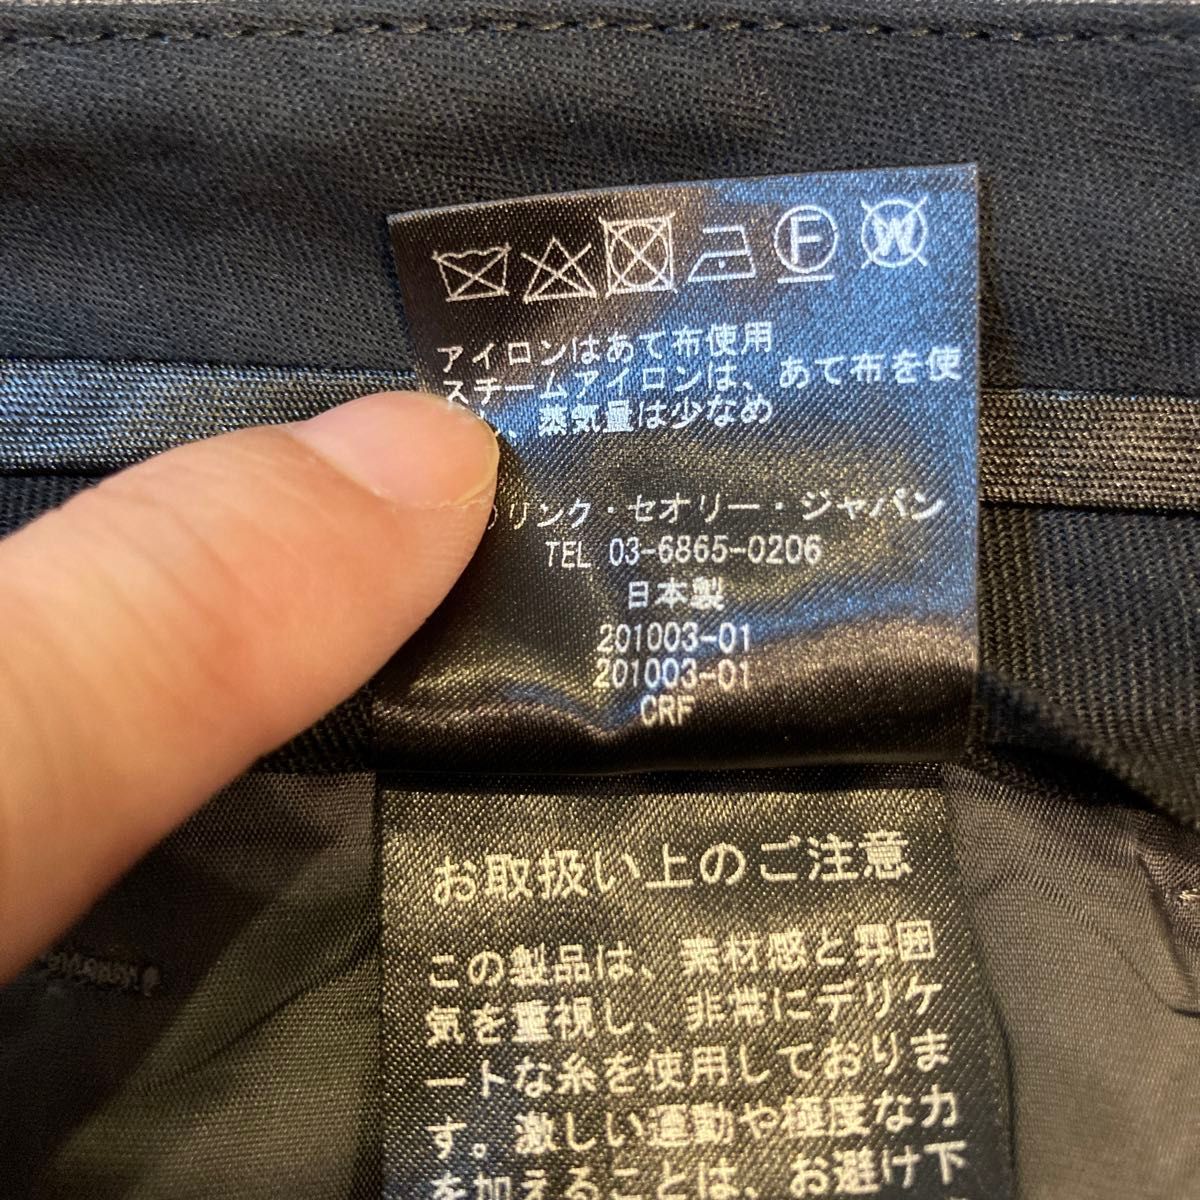 F W
アイロンはあて布使用
スチームアイロンは、あて布を使
、蒸気量は少なめ
リンク・セオリー・ジャパン
TEL 03-6865-0206
日本製
201003-01
201003-01
CRF
お取扱い上のご注意
この製品は、素材感と雰囲
気を重視し、非常にデリケ
ートな糸を使用しておりま
す。激しい運動や極度な力
を加えることは、お避け下